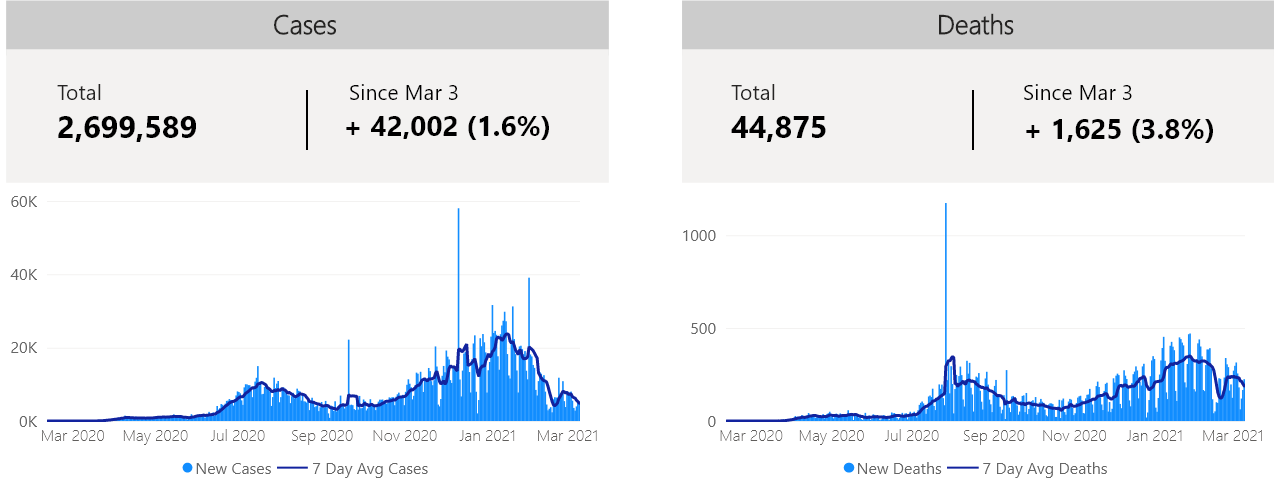 Cases
Total
2,699,589
Since Mar 3
+ 42,002 (1.6%)
60K
40K
20K
0K
Mar 2020 May 2020 Jul 2020 Sep 2020 Nov 2020 Jan 2021 Mar 2021
New Cases 7 Day Avg Cases
Deaths
Total
44,875
Since Mar 3
+ 1,625 (3.8%)
1000
500
0
Mar 2020 May 2020 Jul 2020 Sep 2020 Nov 2020 Jan 2021 Mar 2021
New Deaths 7 Day Avg Deaths